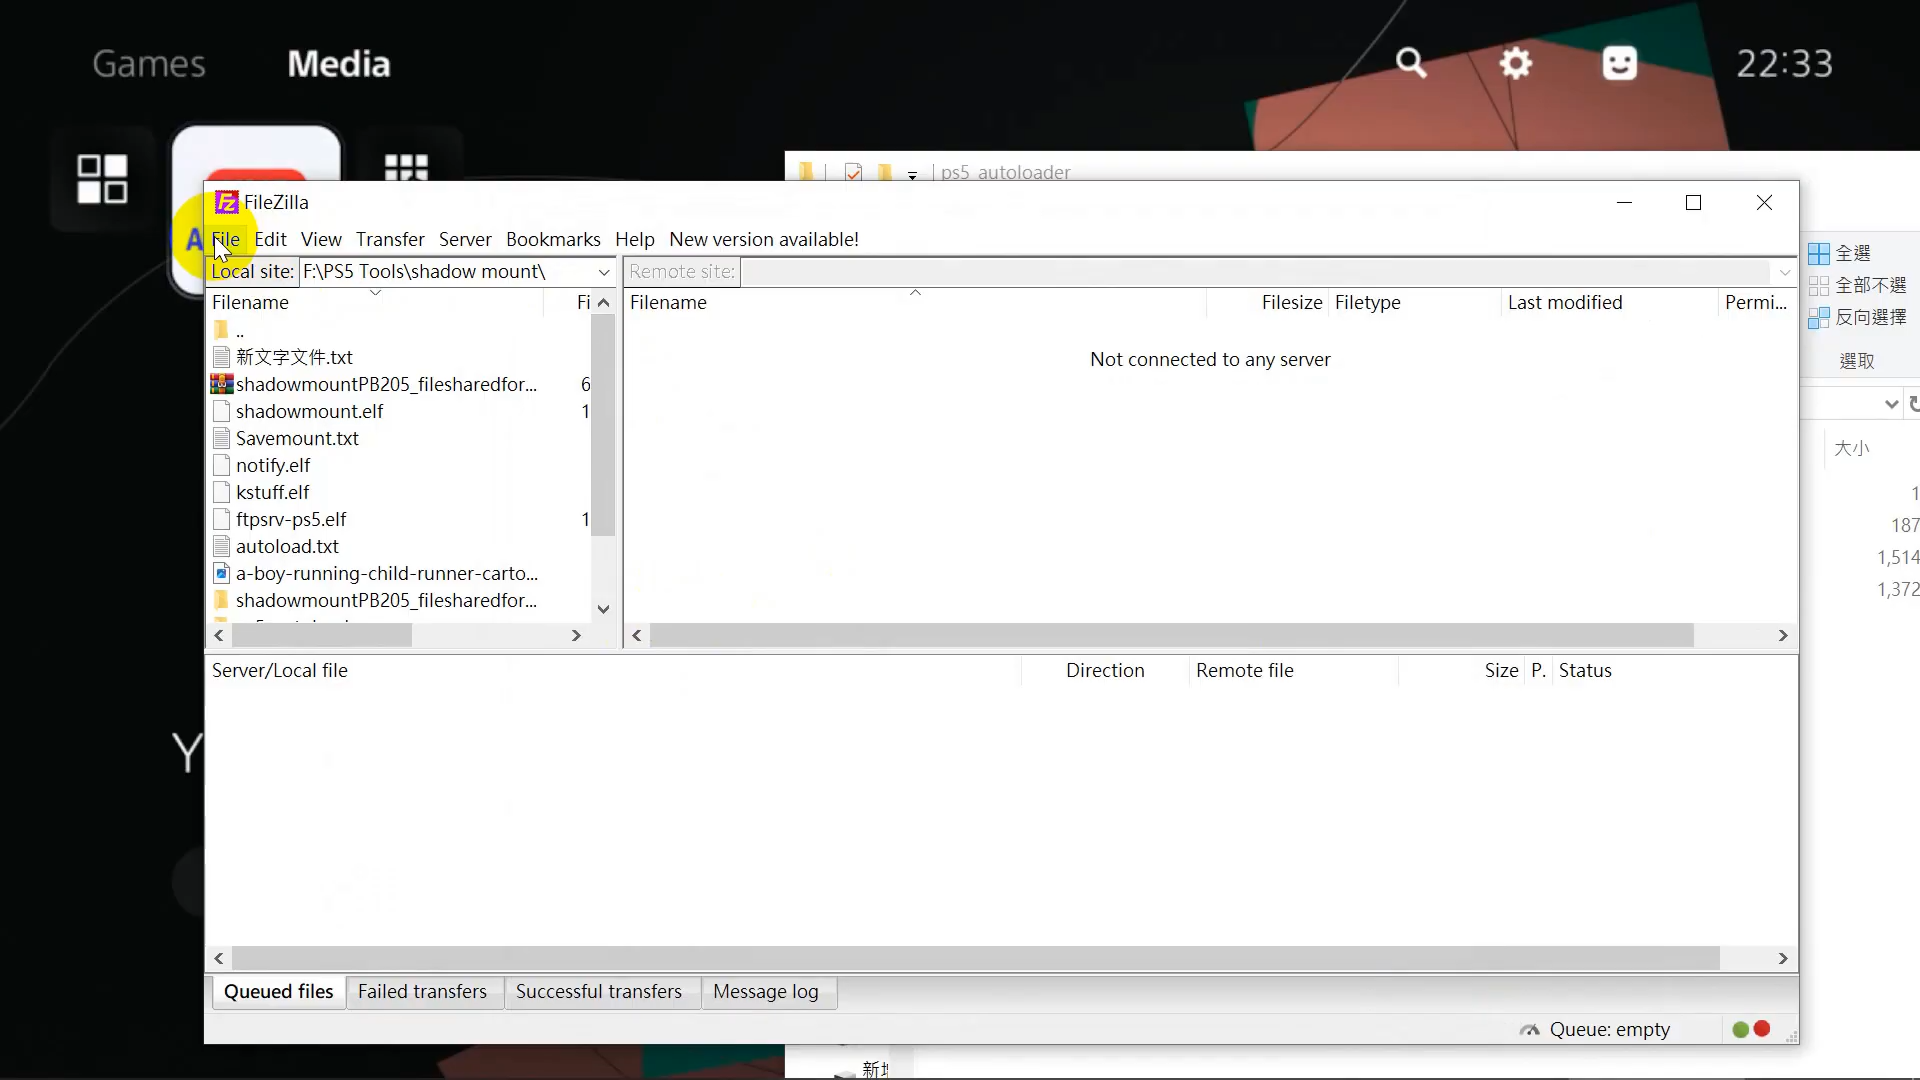 Games Media 22:33
ps5_autoloader
FileZilla
File Edit View Transfer Server Bookmarks Help New version available!
Local site: F:\PS5 Tools\shadow mount\
Remote site:
Filename Fi
..
新文字文件.txt
shadowmountPB205_filesharedfor... 6
shadowmount.elf 1
Savemount.txt
notify.elf
kstuff.elf
ftpsrv-ps5.elf 1
autoload.txt
a-boy-running-child-runner-carto...
shadowmountPB205_filesharedfor...
Filename Filesize Filetype Last modified Permi...
Not connected to any server
全選
全部不選
反向選擇
選取
大小
1
187
1,514
1,372
A
Y
Server/Local file Direction Remote file Size P. Status
Queued files Failed transfers Successful transfers Message log
Queue: empty